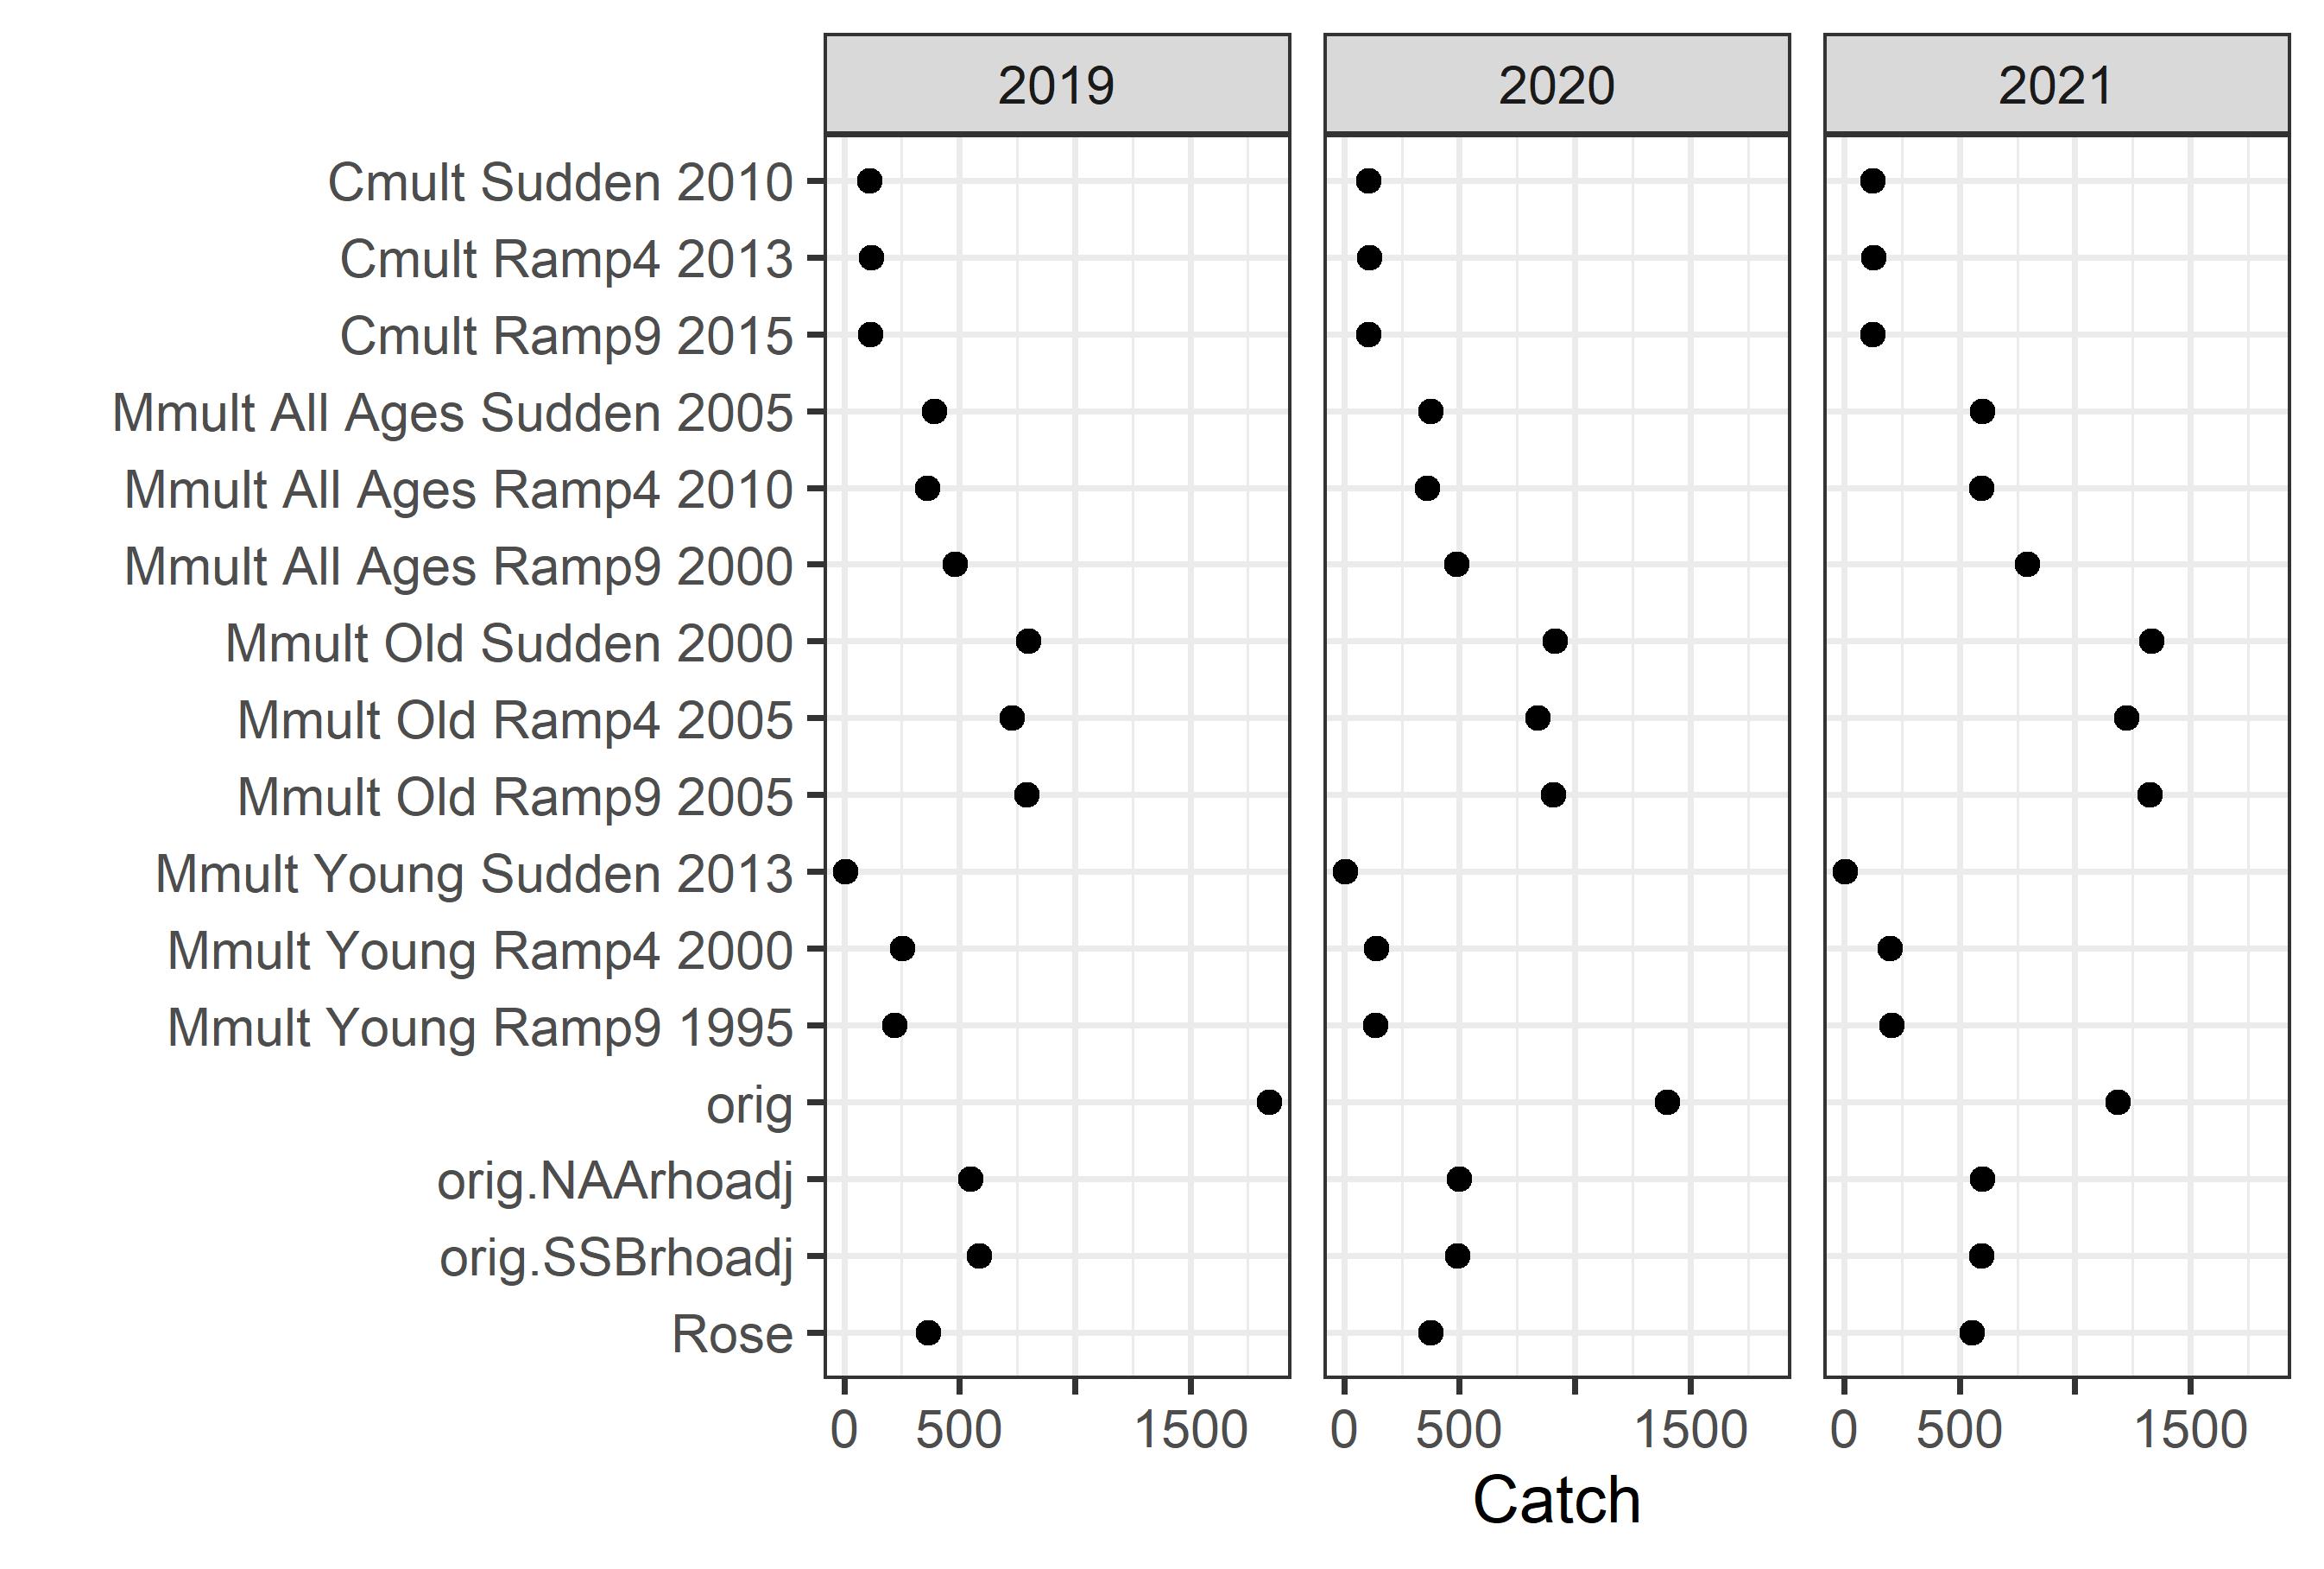 2019 2020 2021
Cmult Sudden 2010
Cmult Ramp4 2013
Cmult Ramp9 2015
Mmult All Ages Sudden 2005
Mmult All Ages Ramp4 2010
Mmult All Ages Ramp9 2000
Mmult Old Sudden 2000
Mmult Old Ramp4 2005
Mmult Old Ramp9 2005
Mmult Young Sudden 2013
Mmult Young Ramp4 2000
Mmult Young Ramp9 1995
orig
orig.NAArhoadj
orig.SSBrhoadj
Rose
0 500 1500 0 500 1500 0 500 1500
Catch